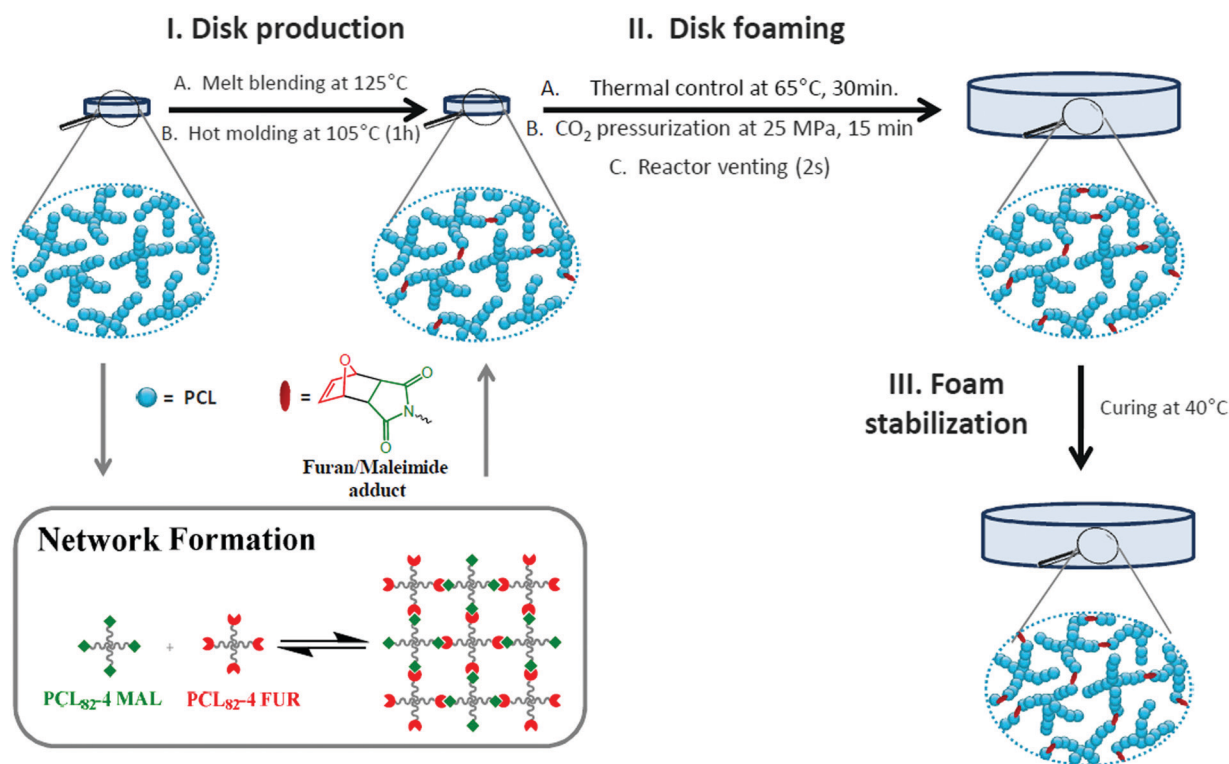 I. Disk production
II. Disk foaming
A. Melt blending at 125°C
B. Hot molding at 105°C (1h)
A. Thermal control at 65°C, 30min.
B. CO₂ pressurization at 25 MPa, 15 min
C. Reactor venting (2s)
= PCL
=
O
O
N
O
Furan/Maleimide
adduct
III. Foam
stabilization
Curing at 40°C
Network Formation
+
PCL₈₂-4 MAL
PCL₈₂-4 FUR